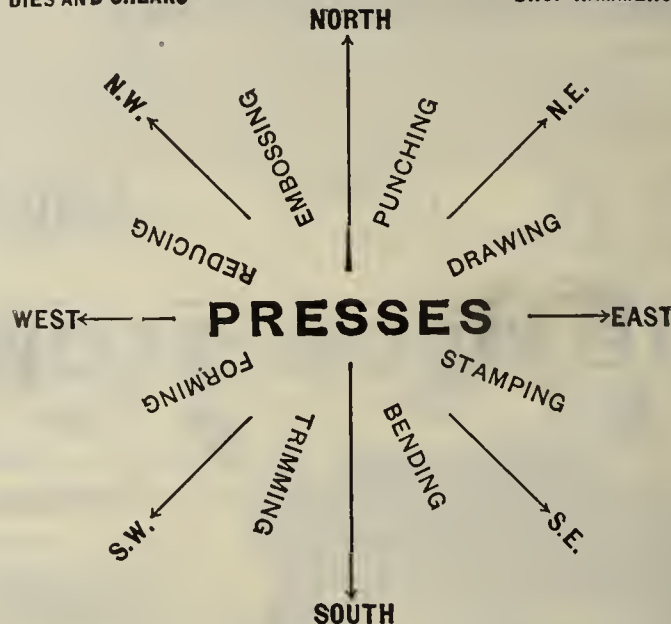 DIES AND SHEARS
NORTH
N.W.
EMBOSSING
PUNCHING
N.E.
REDUCING
DRAWING
WEST
PRESSES
EAST
FORMING
STAMPING
TRIMMING
BENDING
S.W.
S.E.
SOUTH